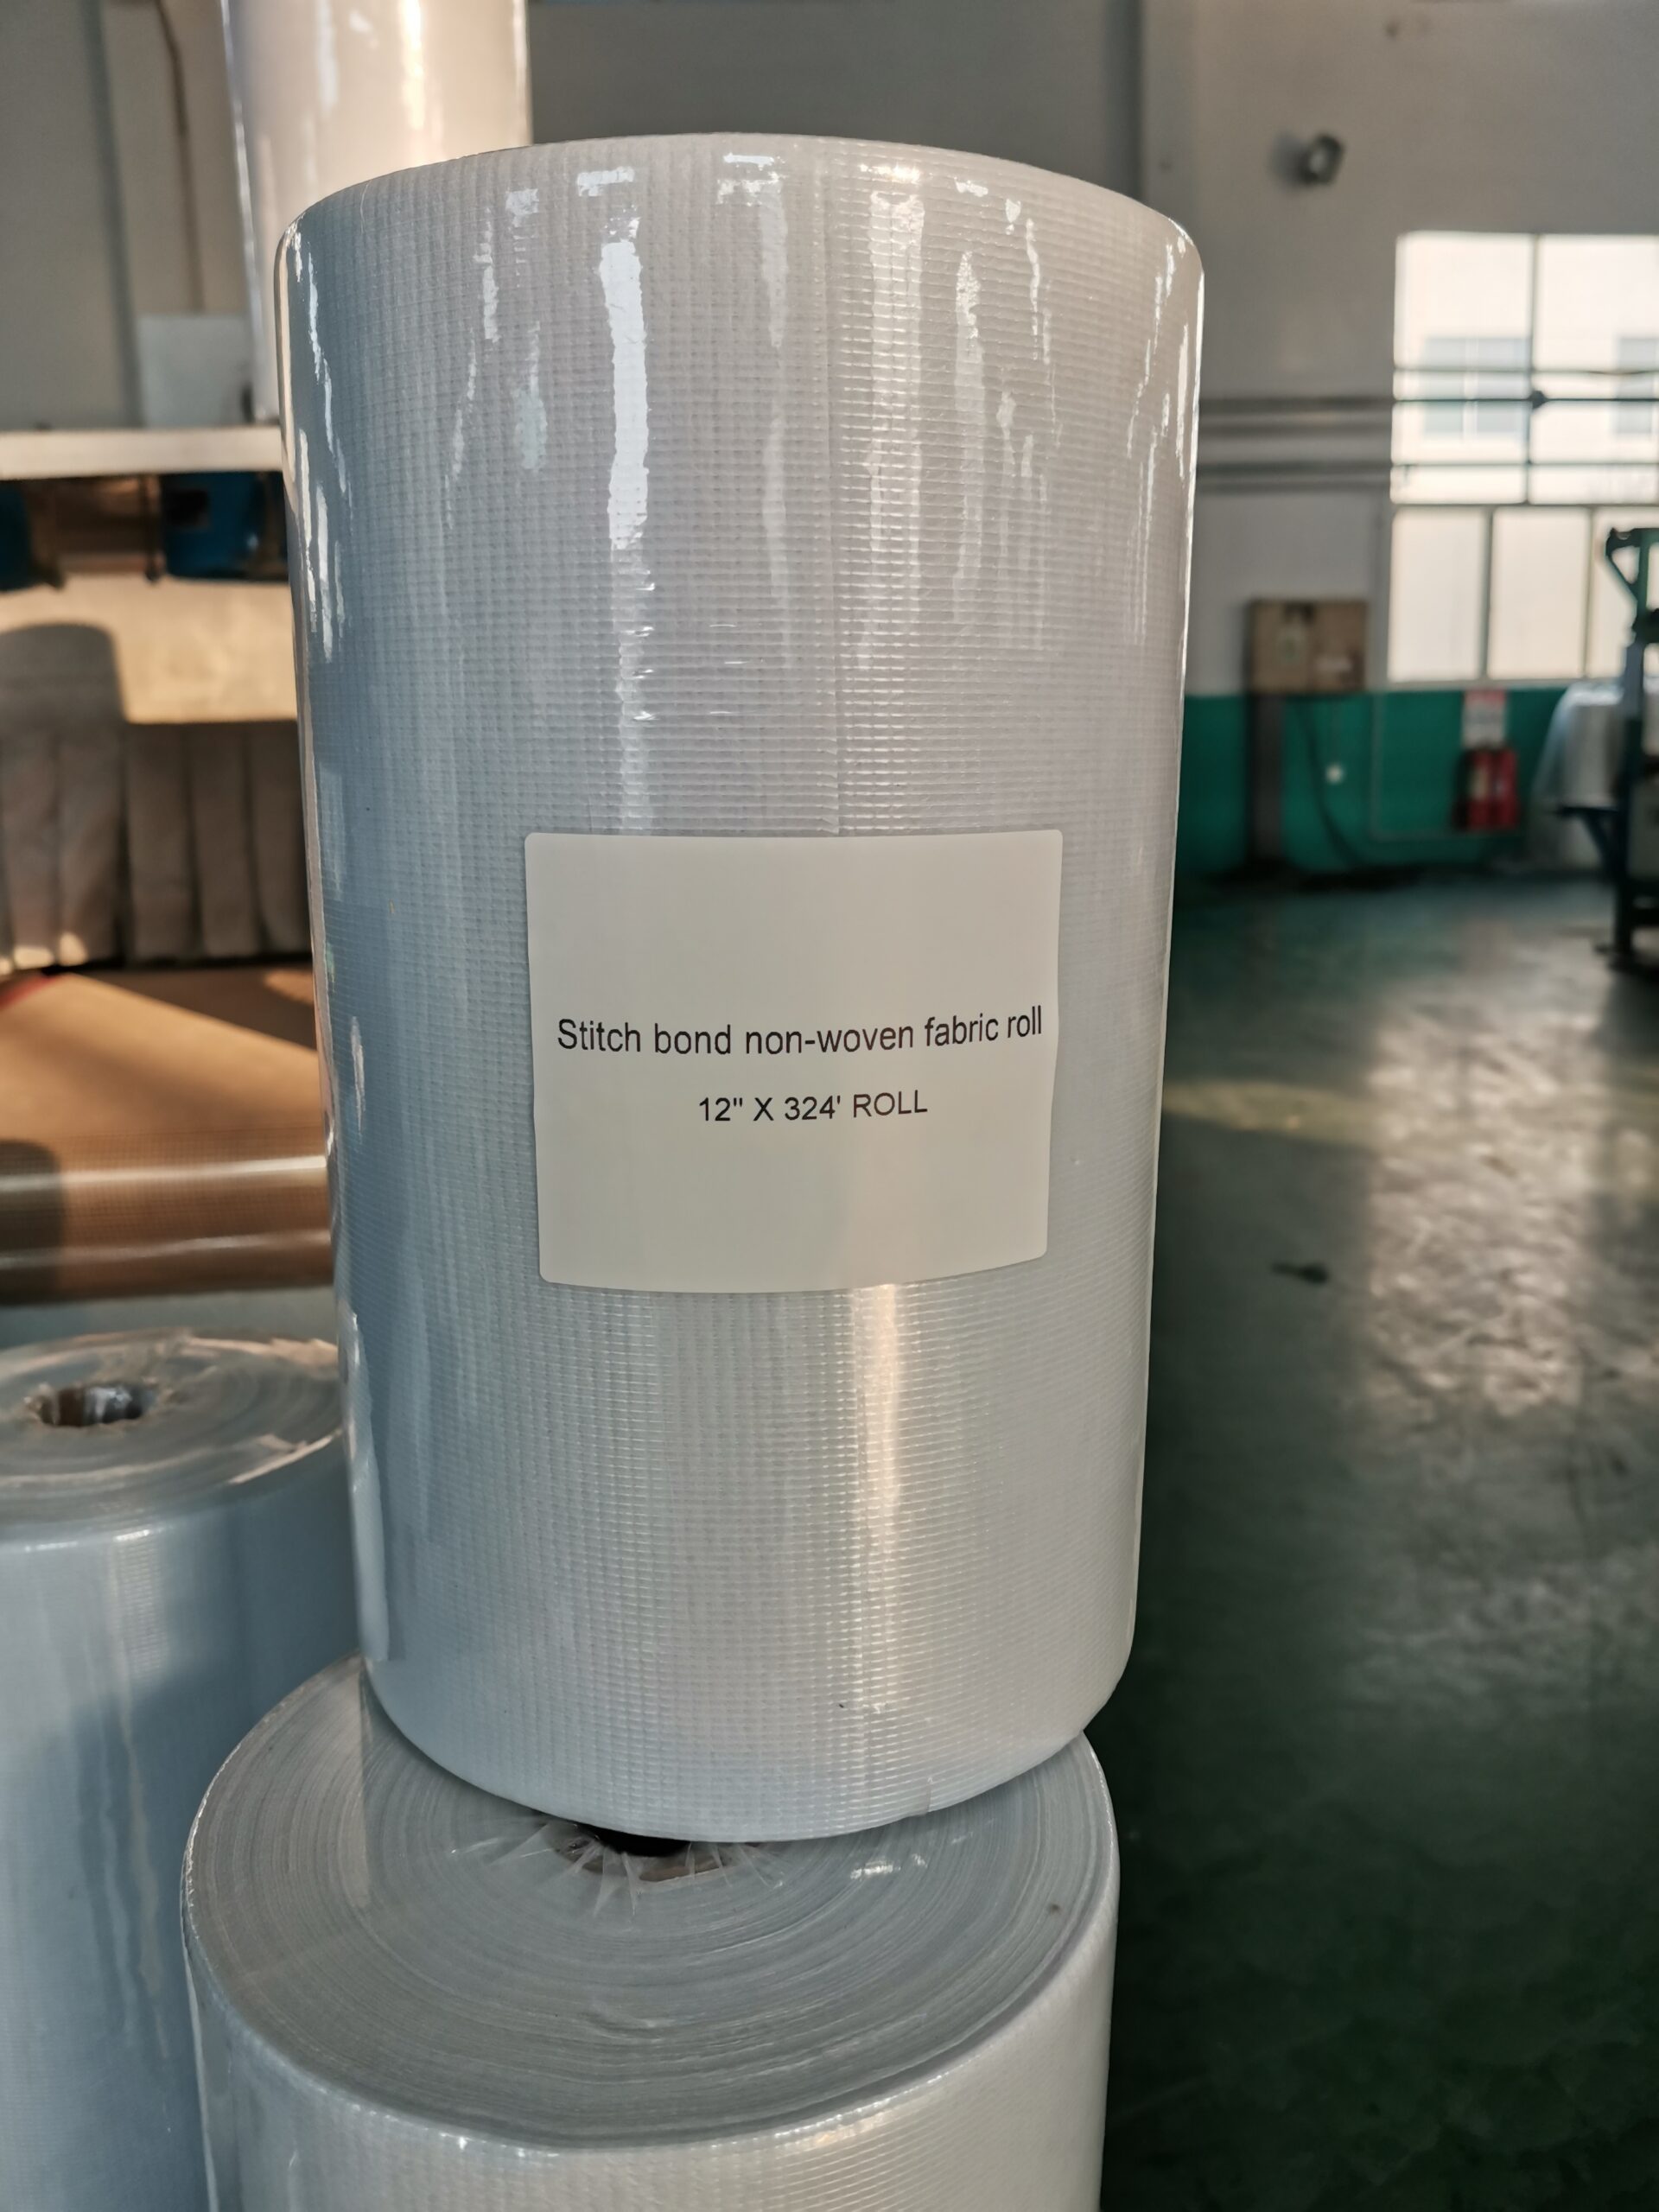 Stitch bond non-woven fabric roll
12" X 324' ROLL